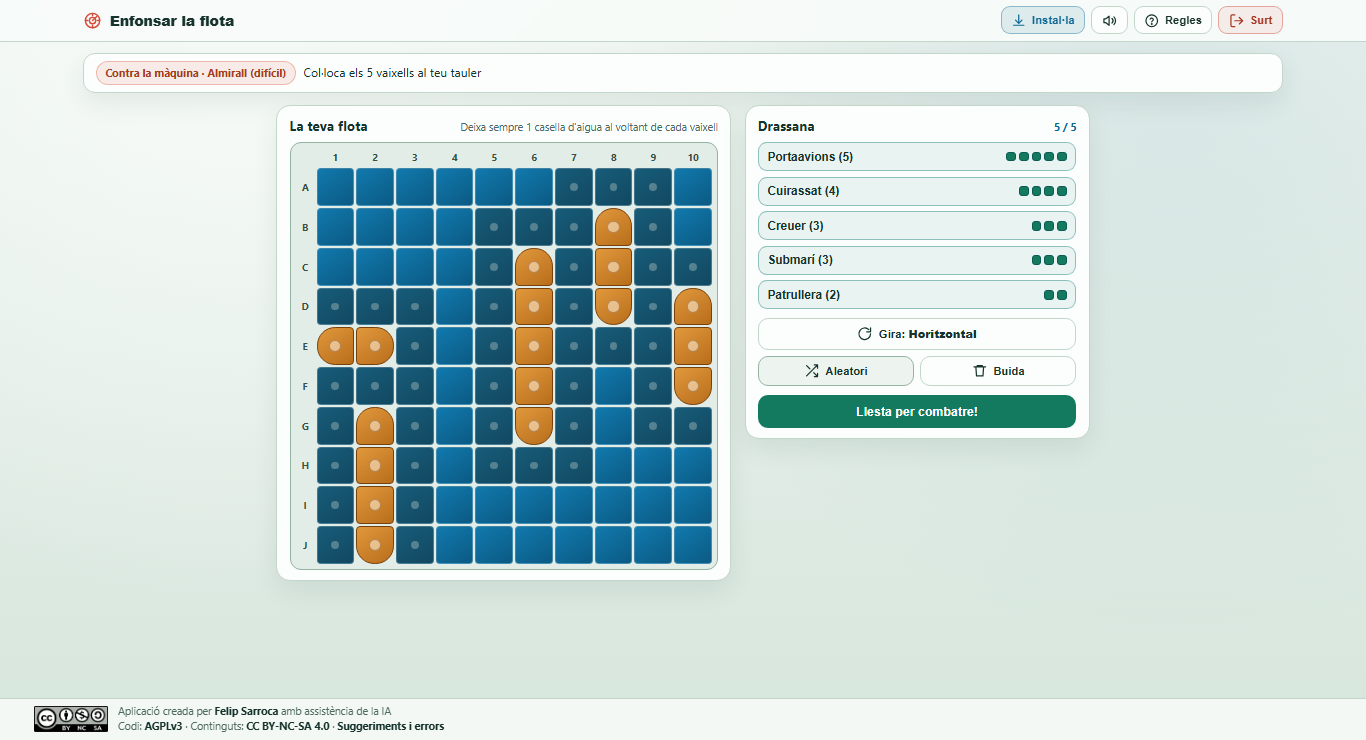 Enfonsar la flota
Instal·la
Regles
Surt
Contra la màquina · Almirall (difícil)
Col·loca els 5 vaixells al teu tauler
La teva flota
Deixa sempre 1 casella d'aigua al voltant de cada vaixell
1 2 3 4 5 6 7 8 9 10
A
B
C
D
E
F
G
H
I
J
Drassana
5 / 5
Portaavions (5)
Cuirassat (4)
Creuer (3)
Submarí (3)
Patrullera (2)
Gira: Horitzontal
Aleatori
Buida
Llesta per combatre!
cc
BY NC SA
Aplicació creada per Felip Sarroca amb assistència de la IA
Codi: AGPLv3 · Continguts: CC BY-NC-SA 4.0 · Suggeriments i errors